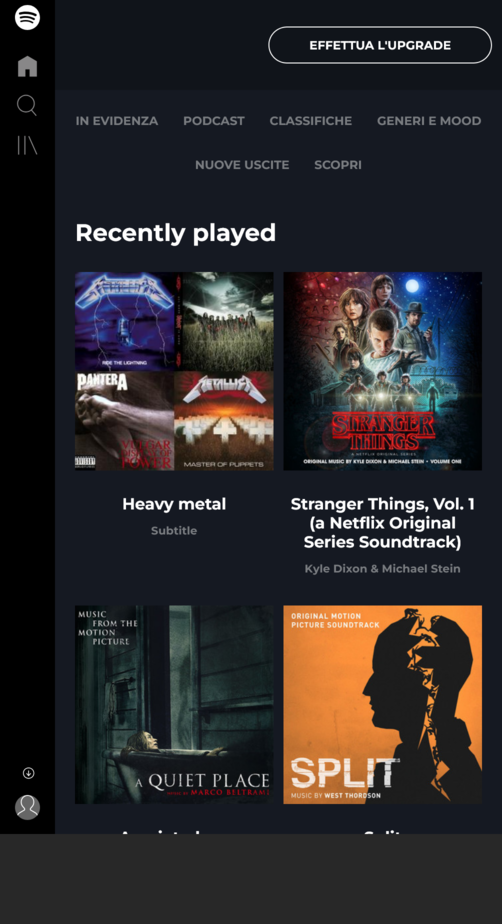 EFFETTUA L'UPGRADE
IN EVIDENZA PODCAST CLASSIFICHE GENERI E MOOD
NUOVE USCITE SCOPRI
Recently played
RIDE THE LIGHTNING
PANTERA
VULGAR
DISPLAY OF
POWER
METALLICA
MASTER OF PUPPETS
STRANGER
THINGS
A NETFLIX ORIGINAL SERIES
ORIGINAL MUSIC BY KYLE DIXON & MICHAEL STEIN • VOLUME ONE
Heavy metal
Subtitle
Stranger Things, Vol. 1
(a Netflix Original
Series Soundtrack)
Kyle Dixon & Michael Stein
MUSIC
FROM THE
MOTION
PICTURE
A QUIET PLACE
MUSIC BY MARCO BELTRAMI
ORIGINAL MOTION
PICTURE SOUNDTRACK
SPLIT
MUSIC BY WEST THORDSON